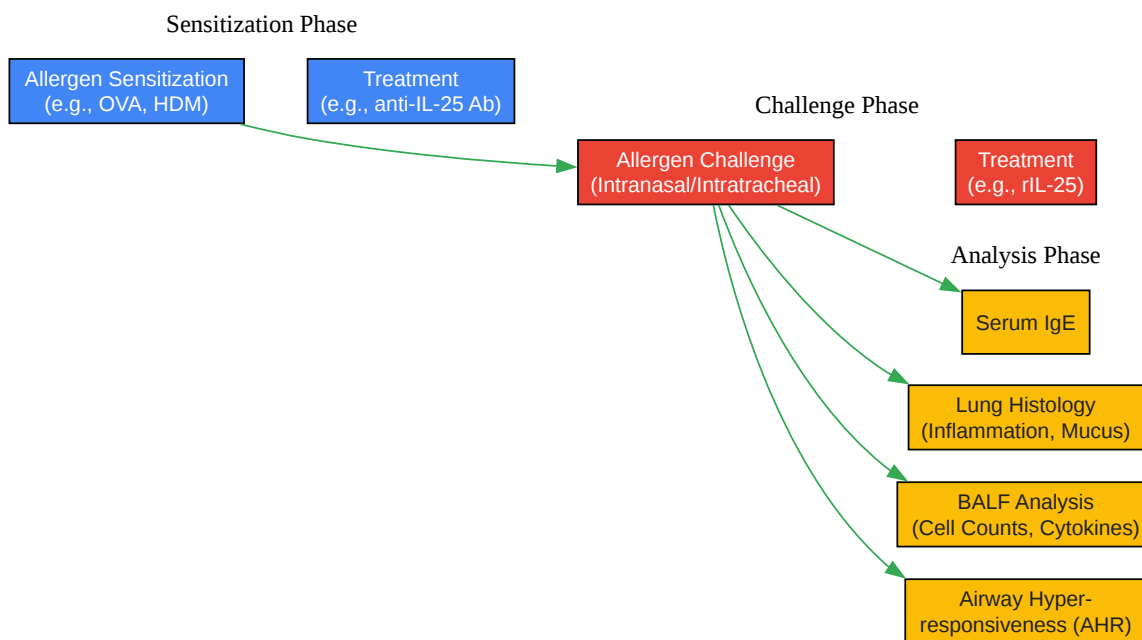 Sensitization Phase
Allergen Sensitization
(e.g., OVA, HDM)
Treatment
(e.g., anti-IL-25 Ab)
Challenge Phase
Allergen Challenge
(Intranasal/Intratracheal)
Treatment
(e.g., rIL-25)
Analysis Phase
Serum IgE
Lung Histology
(Inflammation, Mucus)
BALF Analysis
(Cell Counts, Cytokines)
Airway Hyper-
responsiveness (AHR)